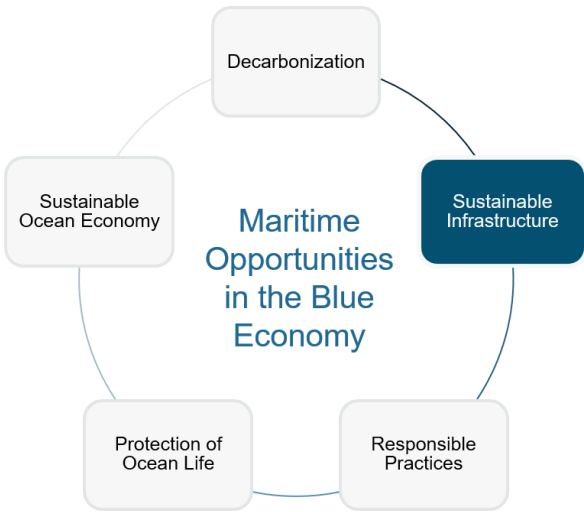 Decarbonization
Sustainable
Infrastructure
Responsible
Practices
Protection of
Ocean Life
Sustainable
Ocean Economy
Maritime
Opportunities
in the Blue
Economy